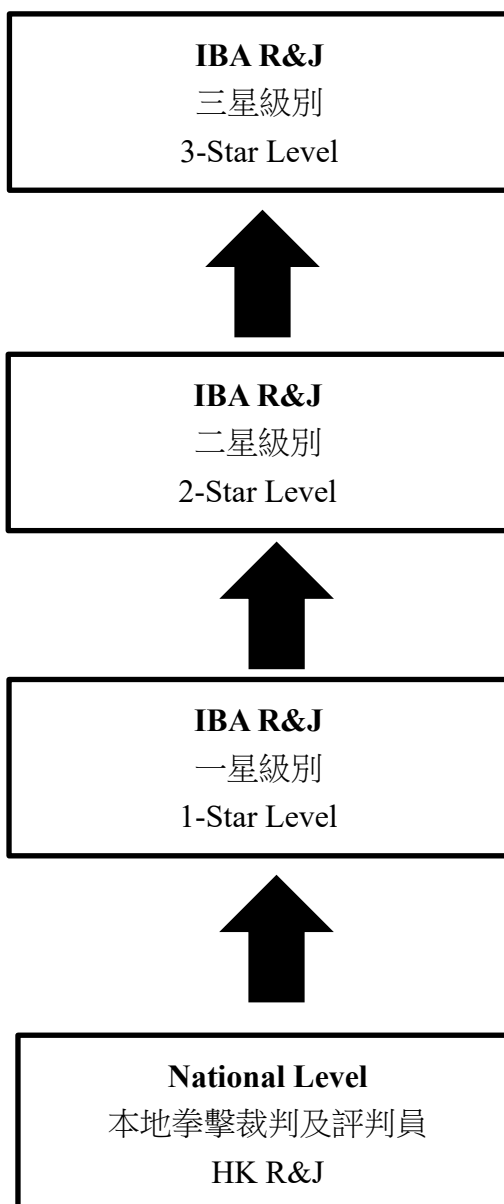 IBA R&J
三星級別
3-Star Level
IBA R&J
二星級別
2-Star Level
IBA R&J
一星級別
1-Star Level
National Level
本地拳擊裁判及評判員
HK R&J